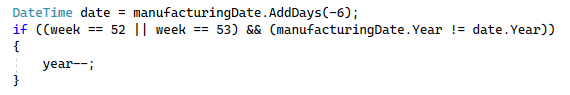 DateTime date = manufacturingDate.AddDays(-6);
if ((week == 52 || week == 53) && (manufacturingDate.Year != date.Year))
{
    year--;
}